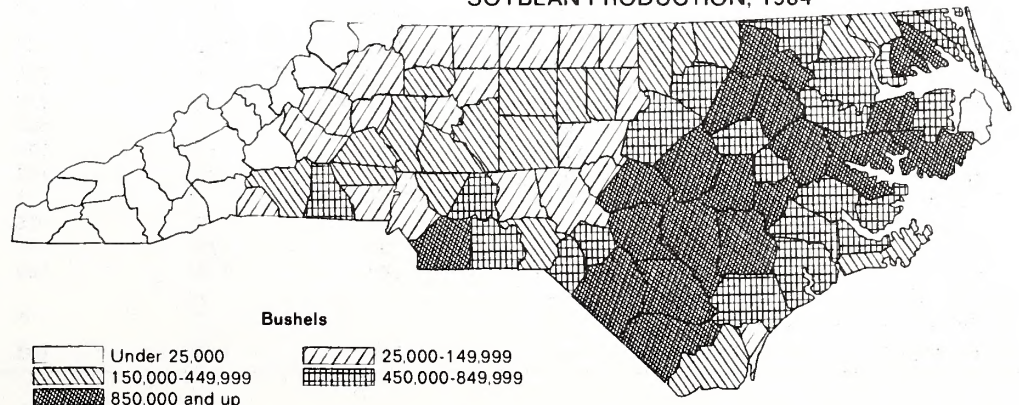 SOYBEAN PRODUCTION, 1984
Bushels
Under 25,000
25,000-149,999
150,000-449,999
450,000-849,999
850,000 and up